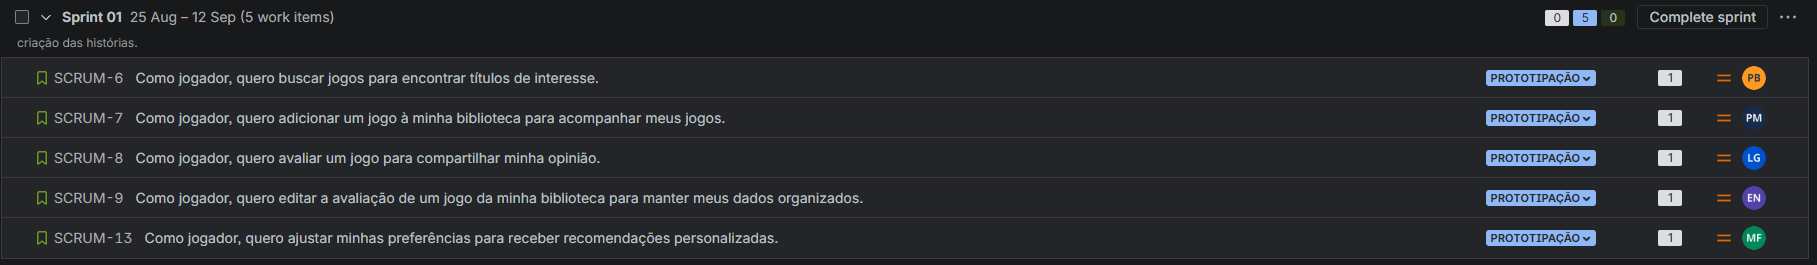 Sprint 01 25 Aug – 12 Sep (5 work items) 0 5 0 Complete sprint
criação das histórias.
SCRUM-6 Como jogador, quero buscar jogos para encontrar títulos de interesse. PROTOTIPAÇÃO 1 PB
SCRUM-7 Como jogador, quero adicionar um jogo à minha biblioteca para acompanhar meus jogos. PROTOTIPAÇÃO 1 PM
SCRUM-8 Como jogador, quero avaliar um jogo para compartilhar minha opinião. PROTOTIPAÇÃO 1 LG
SCRUM-9 Como jogador, quero editar a avaliação de um jogo da minha biblioteca para manter meus dados organizados. PROTOTIPAÇÃO 1 EN
SCRUM-13 Como jogador, quero ajustar minhas preferências para receber recomendações personalizadas. PROTOTIPAÇÃO 1 MF